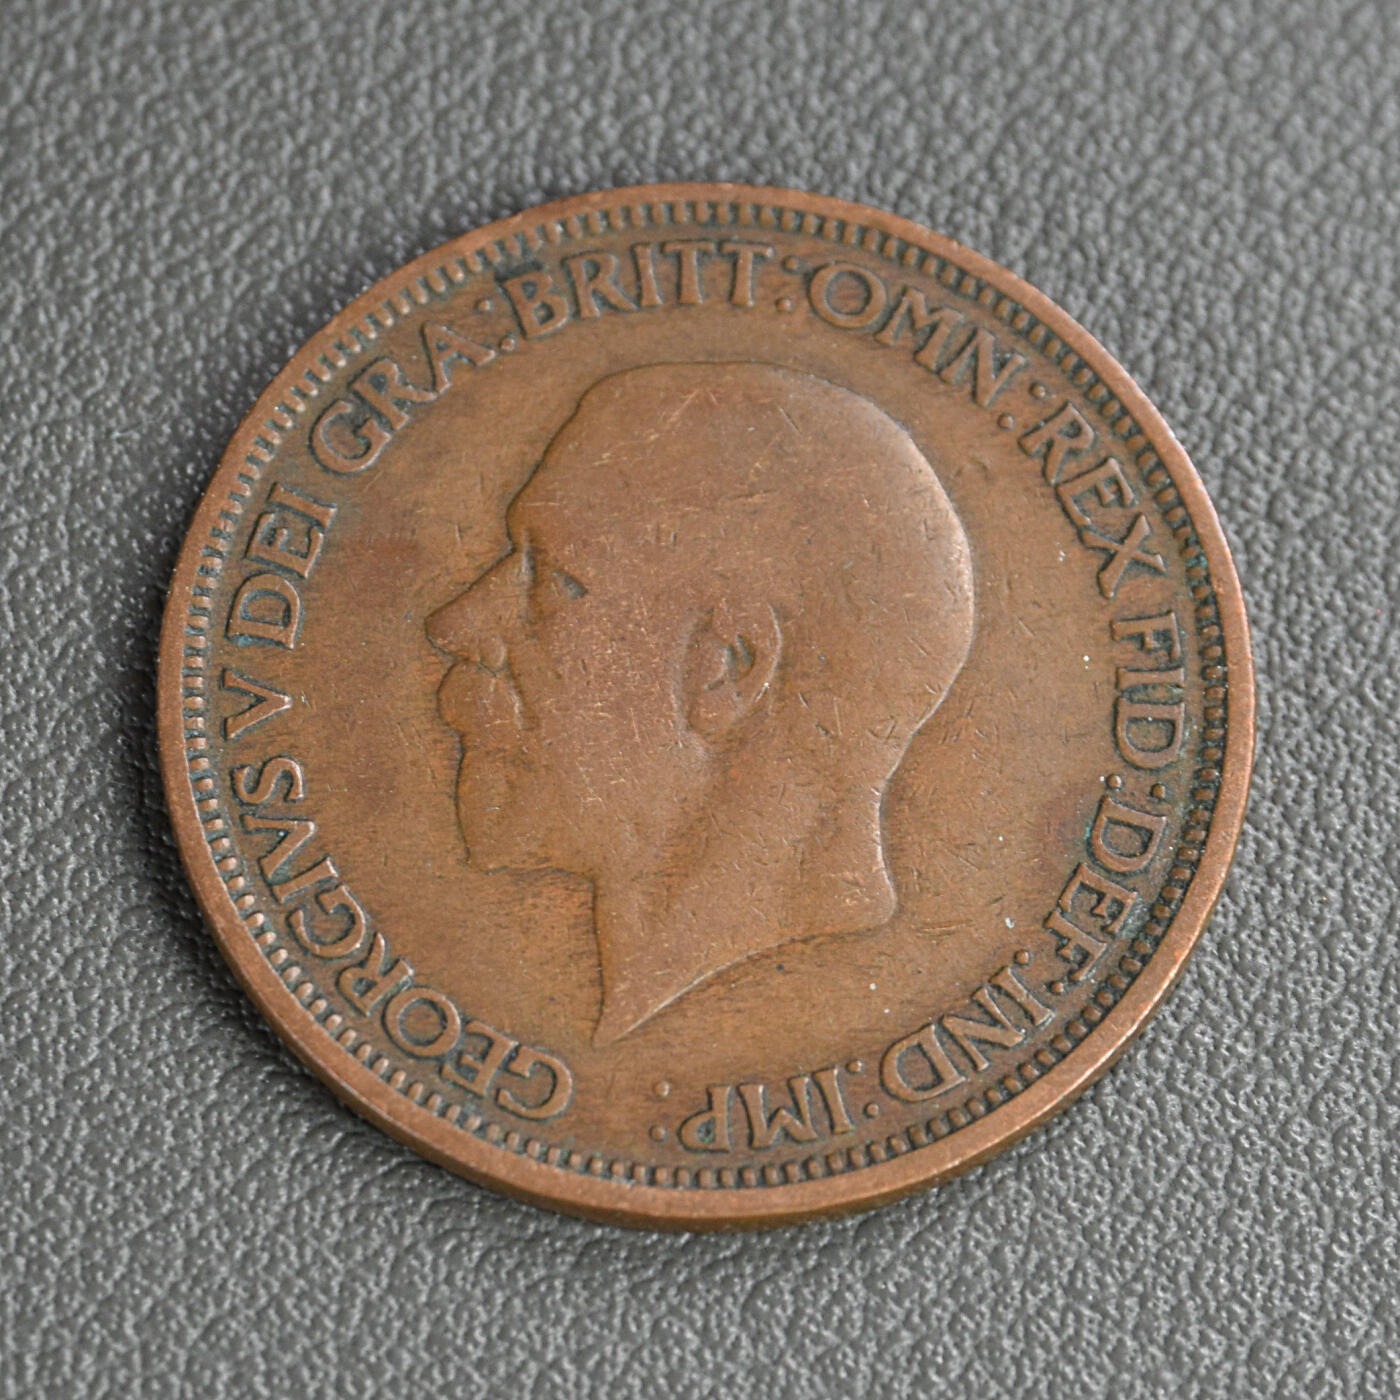 GEORGIVS V DEI GRA:BRITT:OMN:REX FID:DEF:IND:IMP: